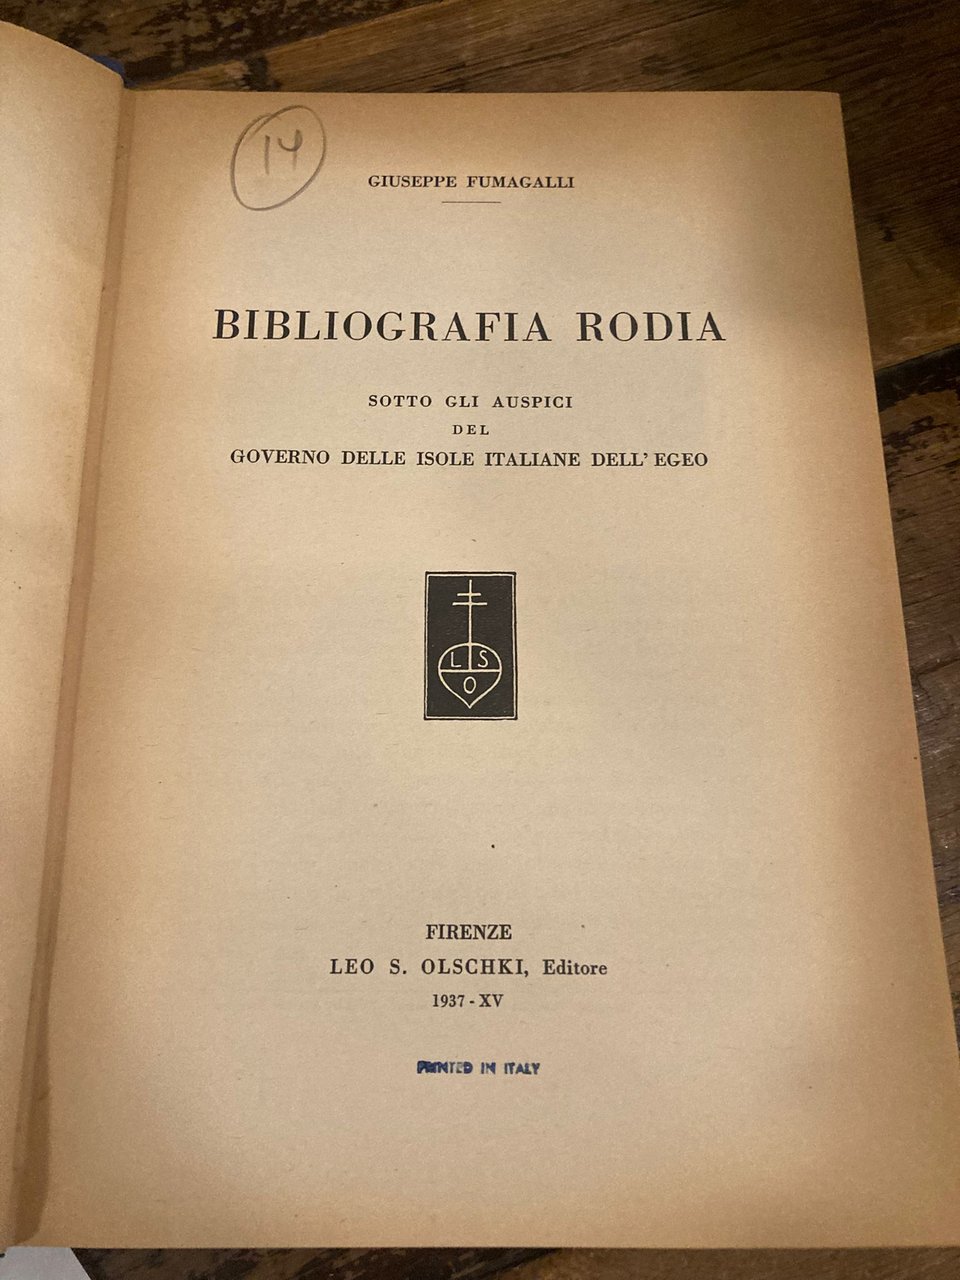 14
GIUSEPPE FUMAGALLI
BIBLIOGRAFIA RODIA
SOTTO GLI AUSPICI
DEL
GOVERNO DELLE ISOLE ITALIANE DELL' EGEO
L S
O
FIRENZE
LEO S. OLSCHKI, Editore
1937 - XV
PRINTED IN ITALY